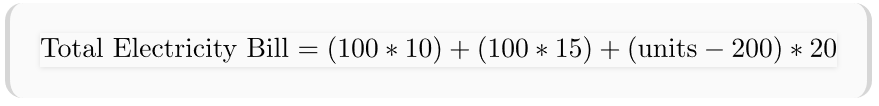 Total Electricity Bill = (100 ∗ 10) + (100 ∗ 15) + (units − 200) ∗ 20